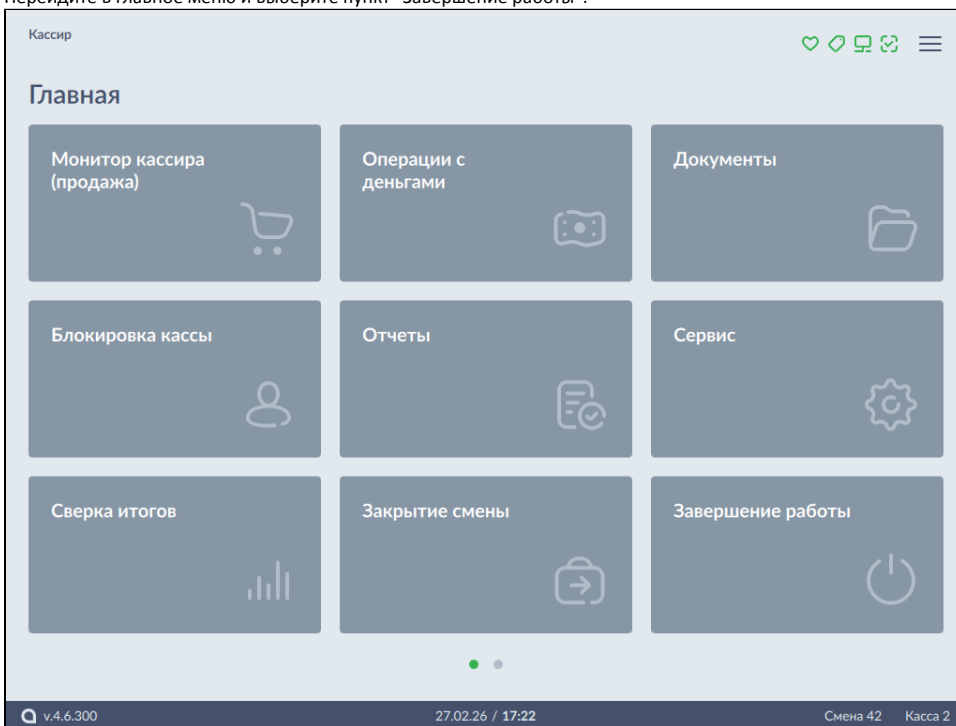 Перейдите в главное меню и выберите пункт "Завершение работы".
Кассир
Главная
Монитор кассира
(продажа)
Операции с
деньгами
Документы
Блокировка кассы
Отчеты
Сервис
Сверка итогов
Закрытие смены
Завершение работы
v.4.6.300
27.02.26 / 17:22
Смена 42
Касса 2